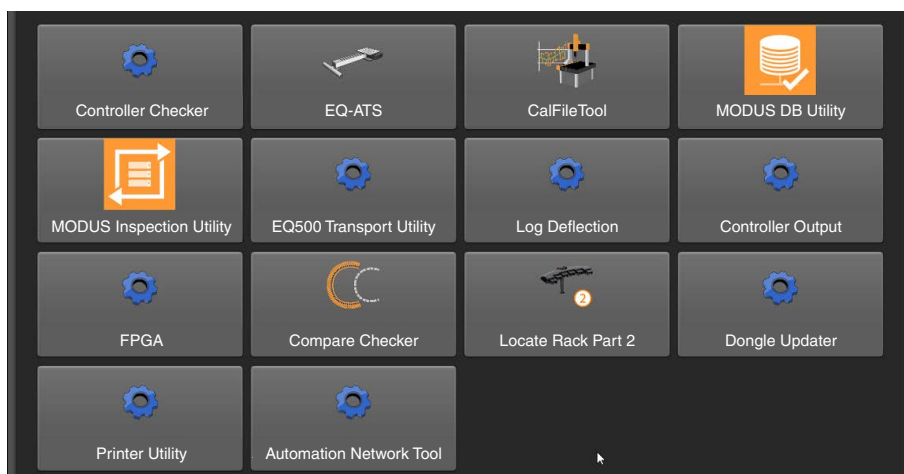 Controller Checker
EQ-ATS
CalFileTool
MODUS DB Utility
MODUS Inspection Utility
EQ500 Transport Utility
Log Deflection
Controller Output
FPGA
Compare Checker
2
Locate Rack Part 2
Dongle Updater
Printer Utility
Automation Network Tool